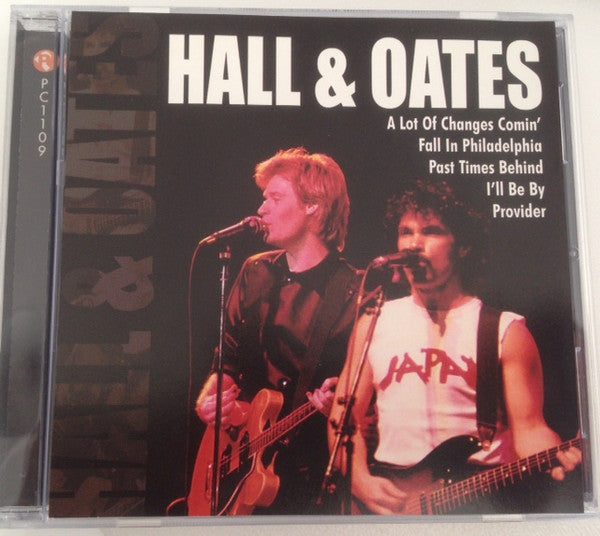 HALL & OATES
A Lot Of Changes Comin'
Fall In Philadelphia
Past Times Behind
I'll Be By
Provider
JAPAN
HALL & OATES
R
PC1109